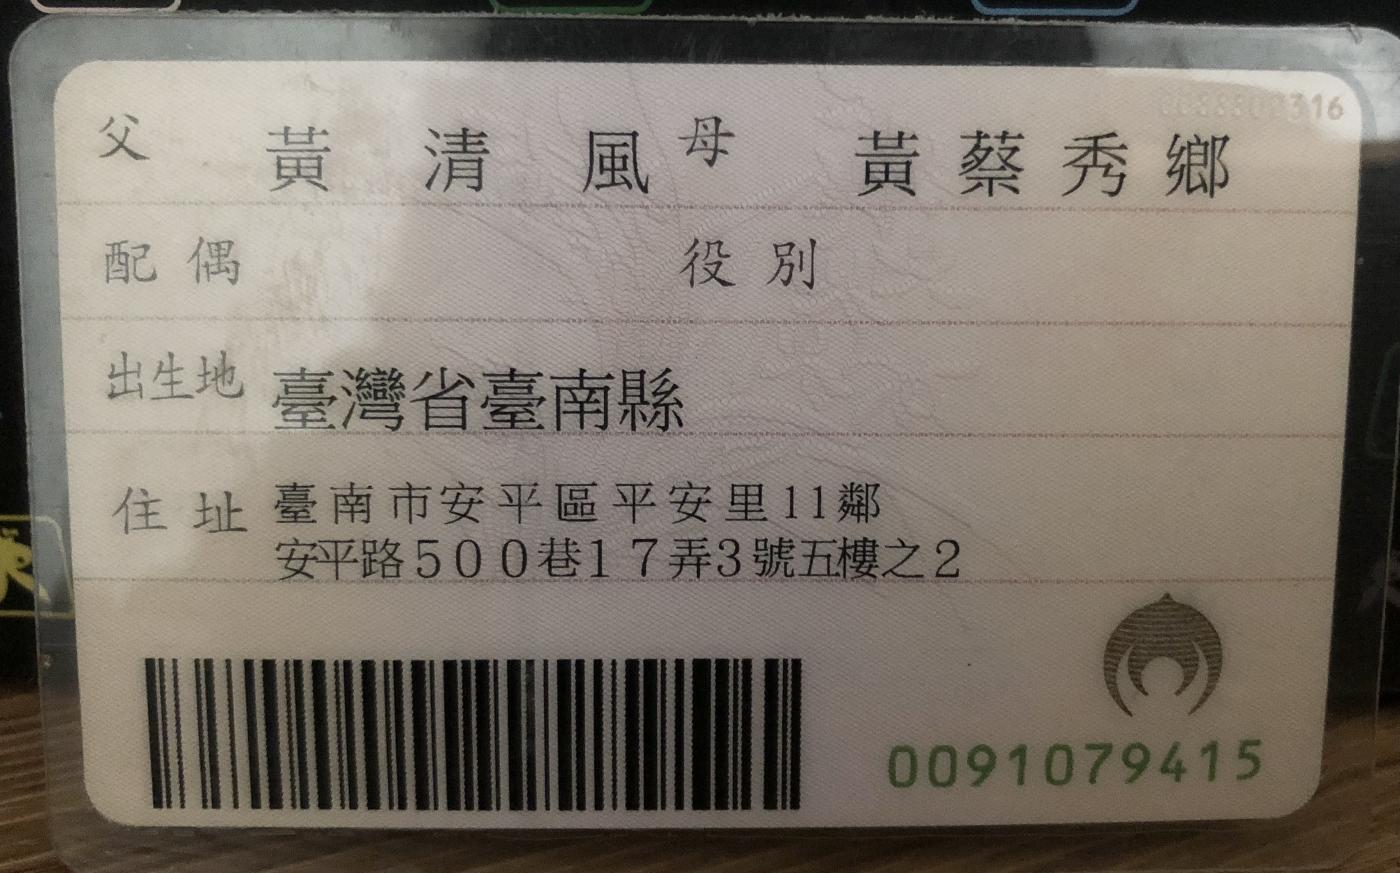 父 黃清風 母 黃蔡秀鄉
配偶 役別
出生地 臺灣省臺南縣
住址 臺南市安平區平安里11鄰
安平路500巷17弄3號五樓之2
0091079415